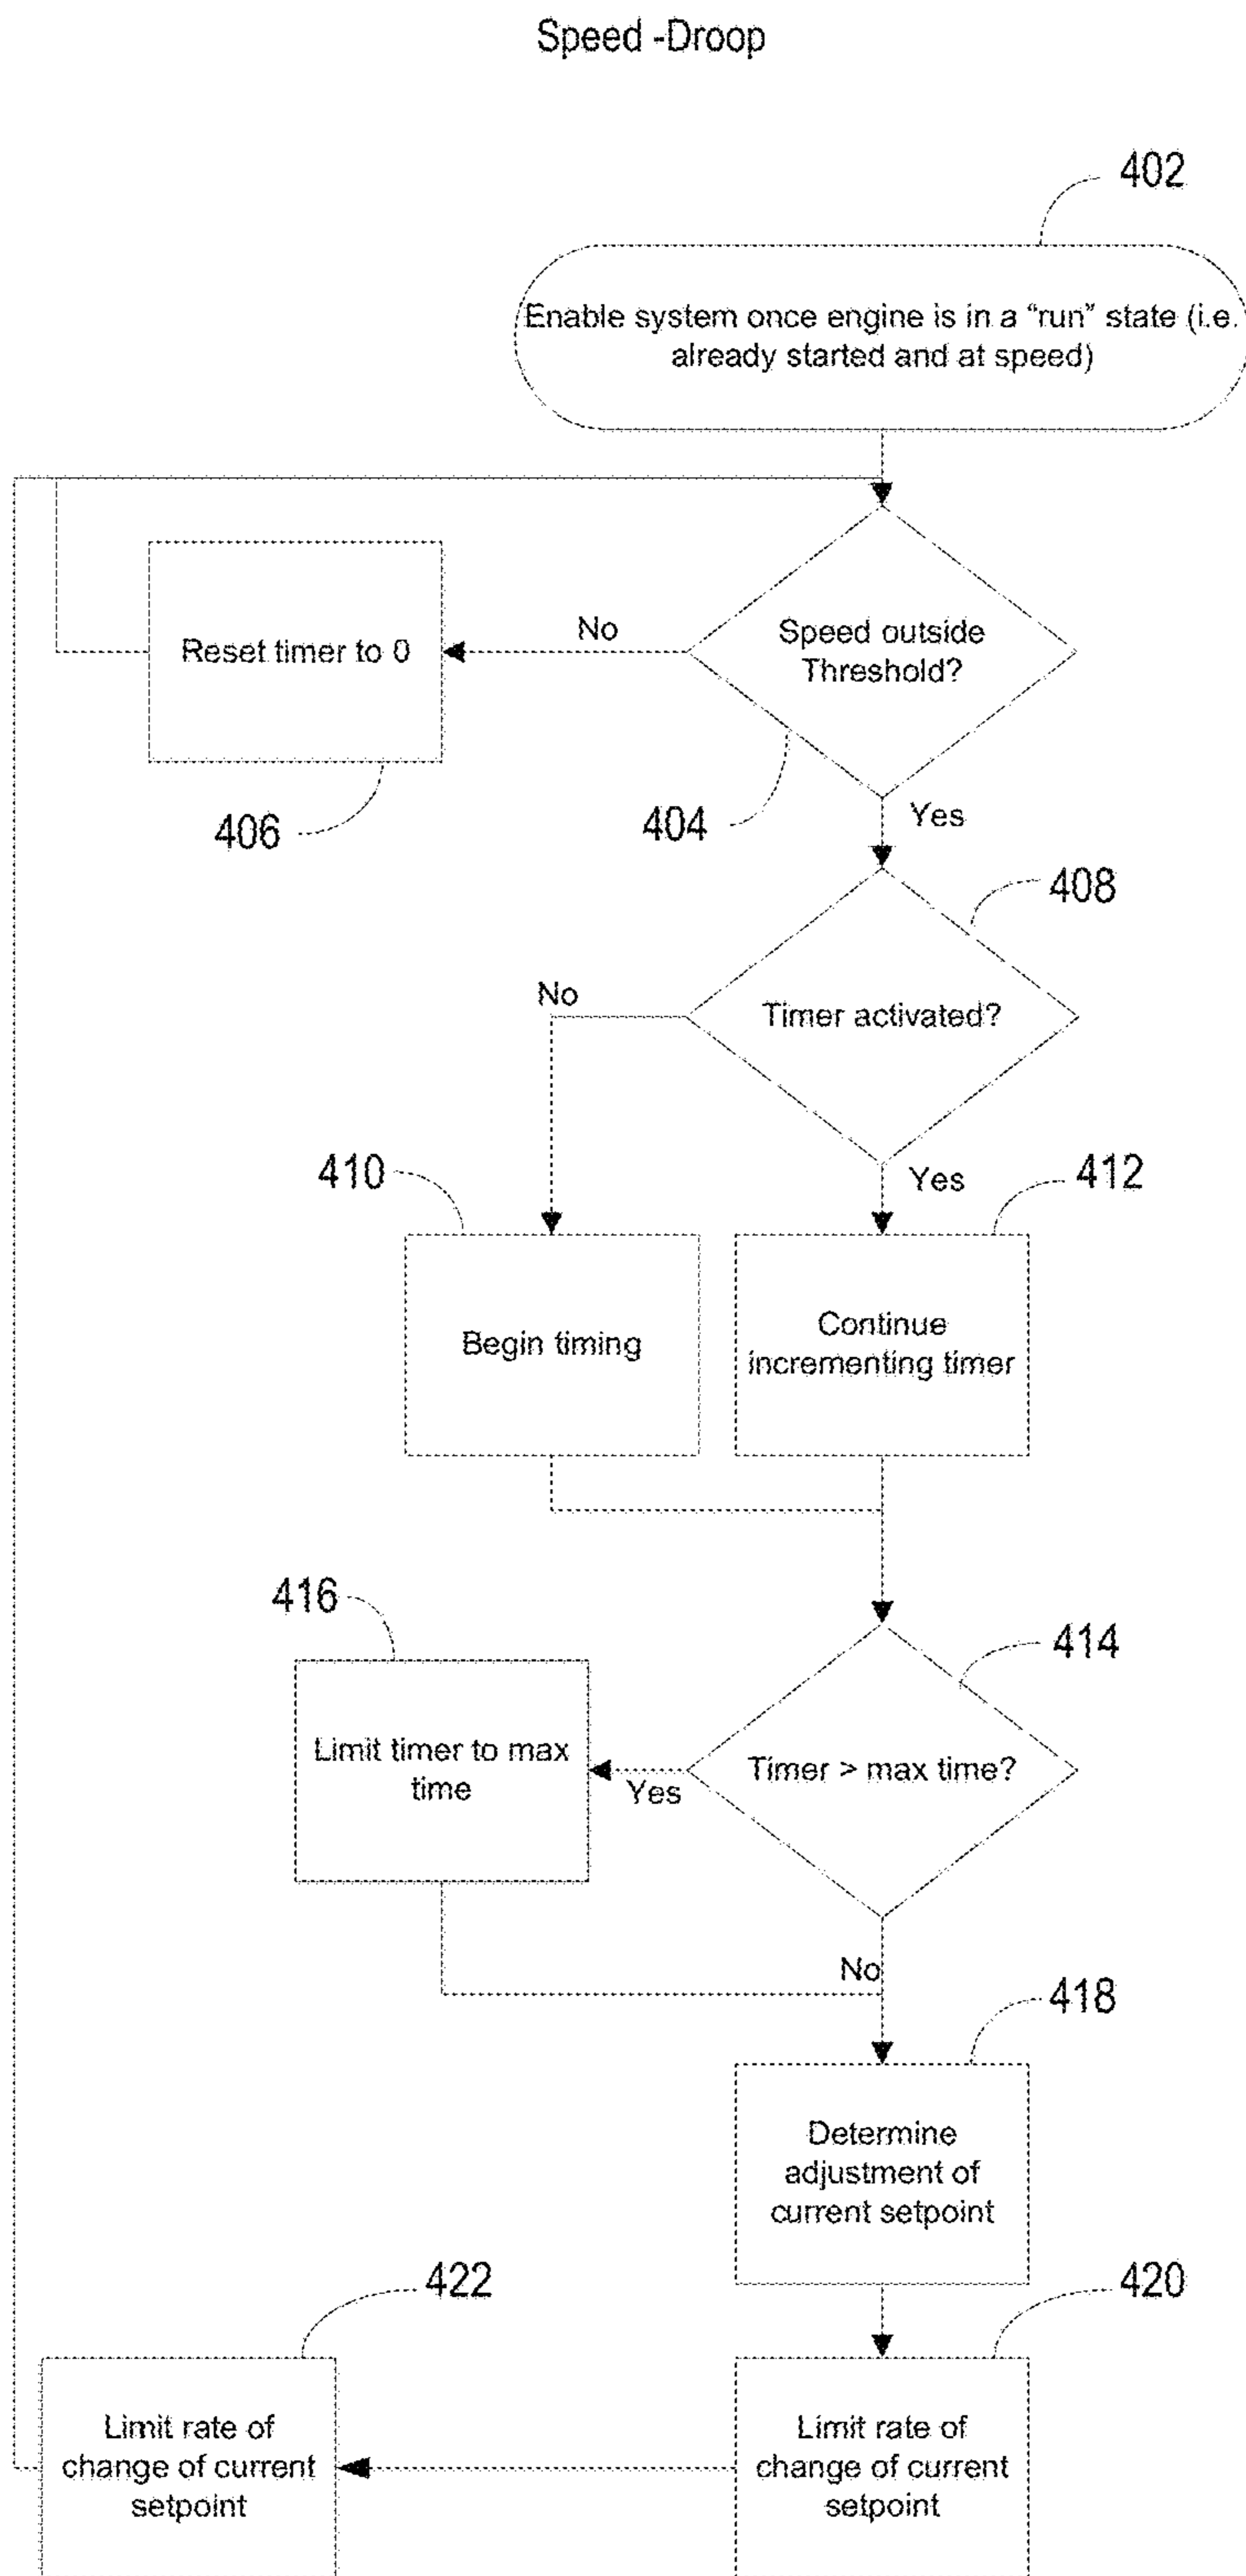 Speed -Droop
402
Enable system once engine is in a “run” state (i.e.
already started and at speed)
Reset timer to 0
No
Speed outside
Threshold?
406
404
Yes
408
No
Timer activated?
410
Yes
412
Begin timing
Continue
incrementing timer
416
414
Limit timer to max
time
Yes
Timer > max time?
No
418
Determine
adjustment of
current setpoint
422
420
Limit rate of
change of current
setpoint
Limit rate of
change of current
setpoint